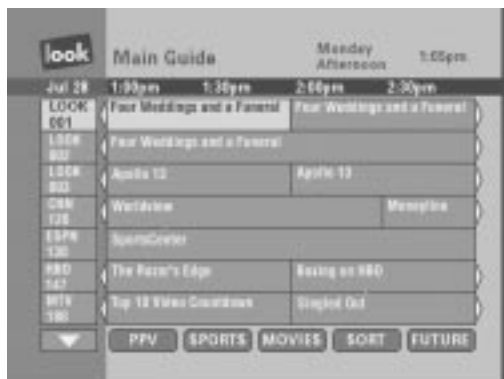 look Main Guide Monday Afternoon 1:05pm
Jul 28 1:00pm 1:30pm 2:00pm 2:30pm
LOOK 001 Four Weddings and a Funeral Four Weddings and a Funeral
LOOK 002 Four Weddings and a Funeral
LOOK 003 Apollo 13 Apollo 13
CNN 120 Worldview Moneyline
ESPN 130 SportsCenter
HBO 147 The Razor's Edge Boxing on HBO
MTV Top 10 Video Countdown Singled Out
PPV SPORTS MOVIES SORT FUTURE